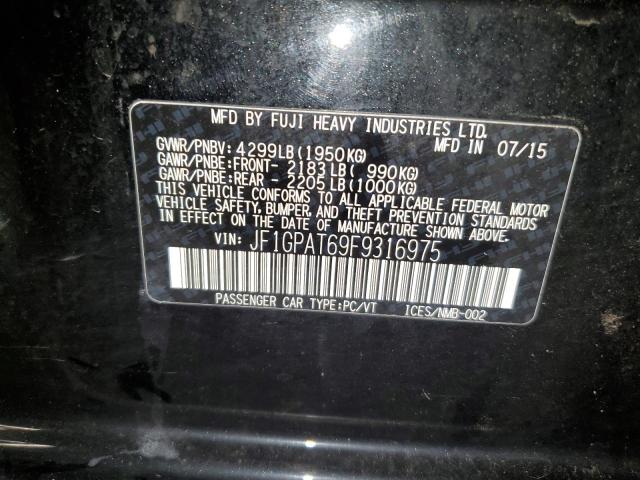 MFD BY FUJI HEAVY INDUSTRIES LTD.
GVWR/PNBV: 4299LB(1950KG) MFD IN 07/15
GAWR/PNBE:FRONT- 2183LB( 990KG)
GAWR/PNBE:REAR - 2205LB(1000KG)
THIS VEHICLE CONFORMS TO ALL APPLICABLE FEDERAL MOTOR
VEHICLE SAFETY, BUMPER, AND THEFT PREVENTION STANDARDS
IN EFFECT ON THE DATE OF MANUFACTURE SHOWN ABOVE.
VIN: JF1GPAT69F9316975
PASSENGER CAR TYPE:PC/VT ICES/NMB-002